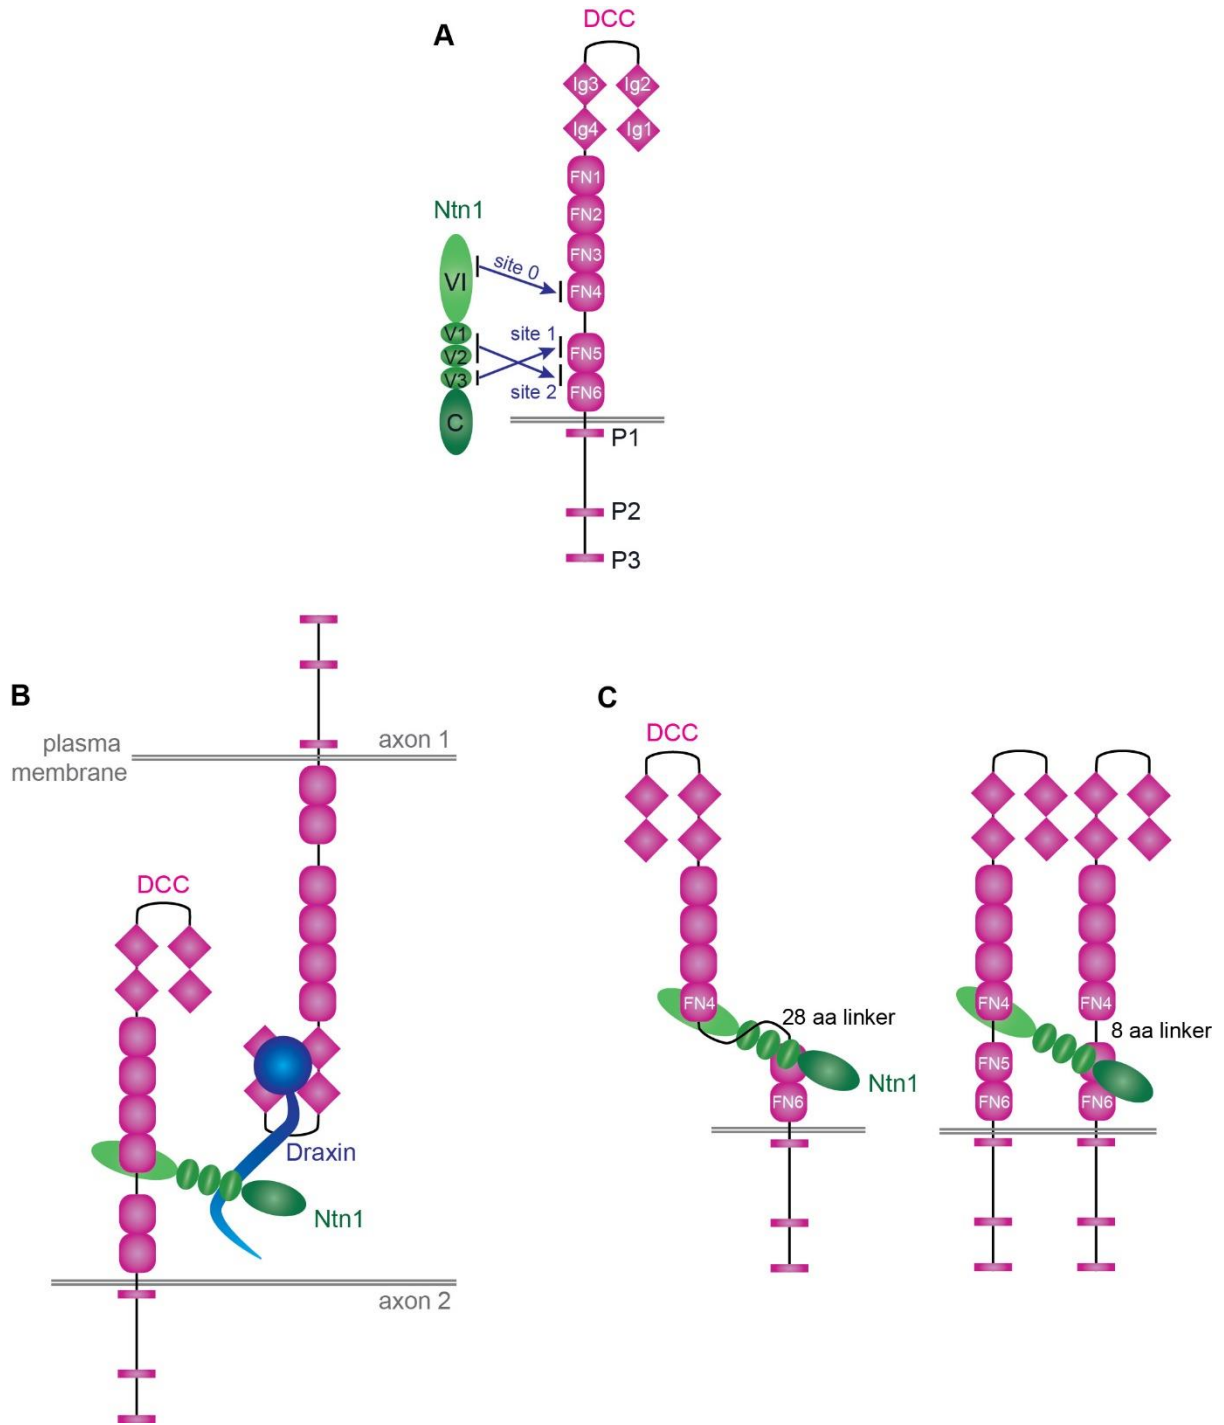 A
DCC
Ig3
Ig2
Ig4
Ig1
FN1
FN2
FN3
FN4
FN5
FN6
Ntn1
VI
V1
V2
V3
C
site 0
site 1
site 2
P1
P2
P3
B
plasma
membrane
axon 1
DCC
Draxin
Ntn1
axon 2
C
DCC
FN4
28 aa linker
Ntn1
FN6
FN4
FN4
8 aa linker
FN5
FN6
FN6